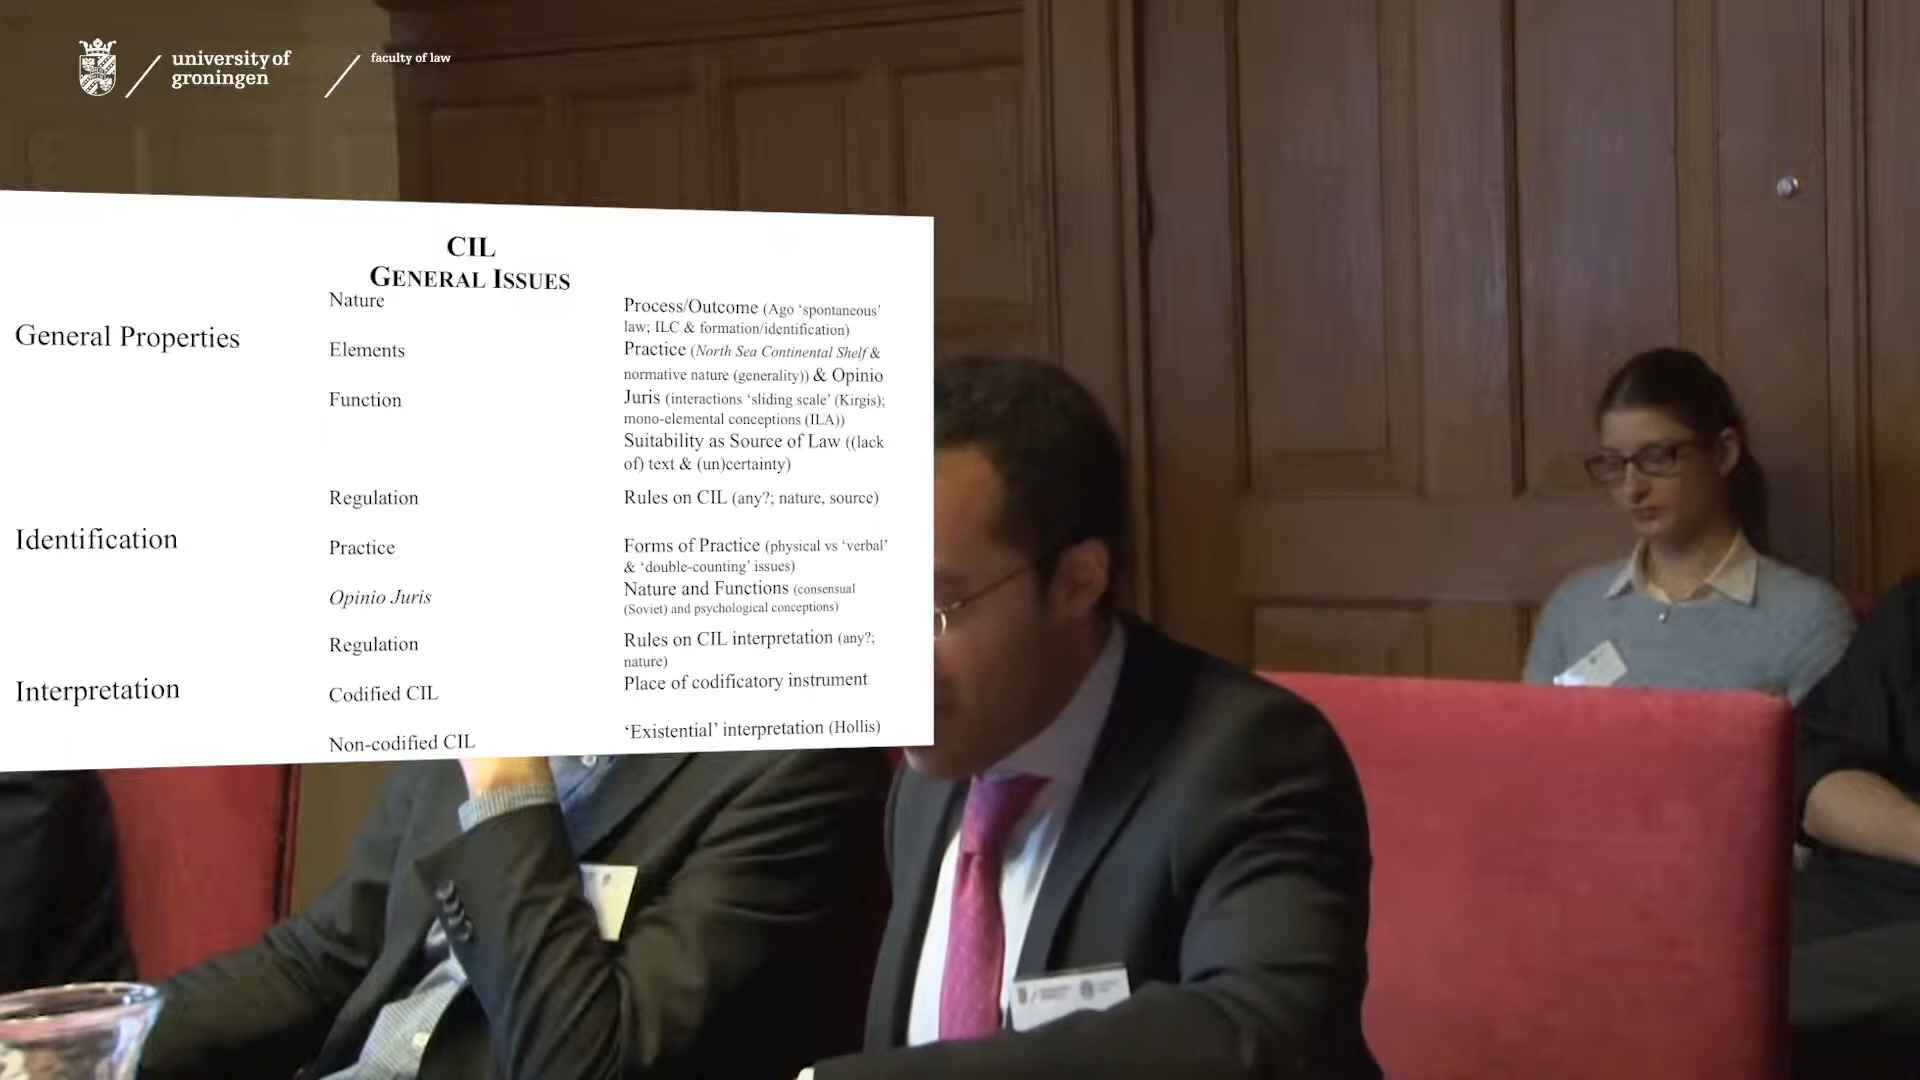 university of
groningen
faculty of law
CIL
GENERAL ISSUES
General Properties
Nature
Process/Outcome (Ago ‘spontaneous’
law; ILC & formation/identification)
Elements
Practice (North Sea Continental Shelf &
normative nature (generality)) & Opinio
Function
Juris (interactions ‘sliding scale’ (Kirgis);
mono-elemental conceptions (ILA))
Suitability as Source of Law ((lack
of) text & (un)certainty)
Identification
Regulation
Rules on CIL (any?; nature, source)
Practice
Forms of Practice (physical vs ‘verbal’
& ‘double-counting’ issues)
Opinio Juris
Nature and Functions (consensual
(Soviet) and psychological conceptions)
Interpretation
Regulation
Rules on CIL interpretation (any?;
nature)
Codified CIL
Place of codificatory instrument
Non-codified CIL
‘Existential’ interpretation (Hollis)